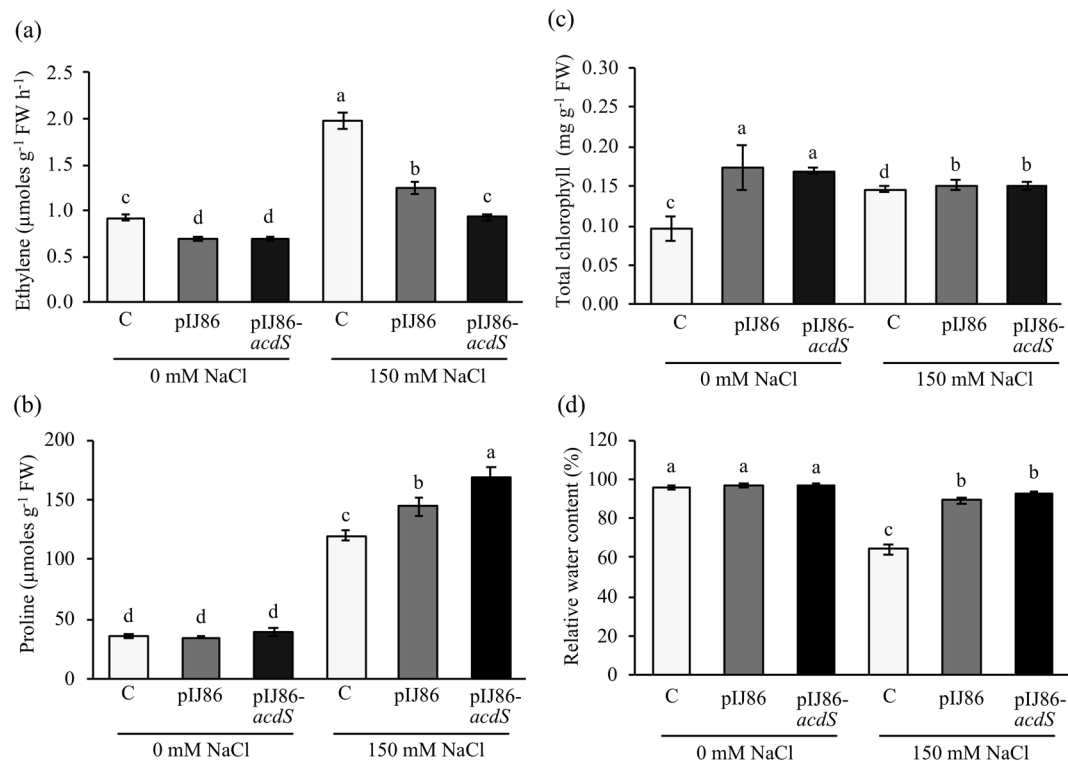 (a)
Ethylene (µmoles g-1 FW h-1)
2.5
2.0
1.5
1.0
0.5
0.0
c
d
d
a
b
c
C
pIJ86
pIJ86-
acdS
C
pIJ86
pIJ86-
acdS
0 mM NaCl
150 mM NaCl
(b)
Proline (µmoles g-1 FW)
200
150
100
50
0
d
d
d
c
b
a
C
pIJ86
pIJ86-
acdS
C
pIJ86
pIJ86-
acdS
0 mM NaCl
150 mM NaCl
(c)
Total chlorophyll (mg g-1 FW)
0.30
0.25
0.20
0.15
0.10
0.00
c
a
a
d
b
b
C
pIJ86
pIJ86-
acdS
C
pIJ86
pIJ86-
acdS
0 mM NaCl
150 mM NaCl
(d)
Relative water content (%)
120
100
80
60
40
20
0
a
a
a
c
b
b
C
pIJ86
pIJ86-
acdS
C
pIJ86
pIJ86-
acdS
0 mM NaCl
150 mM NaCl